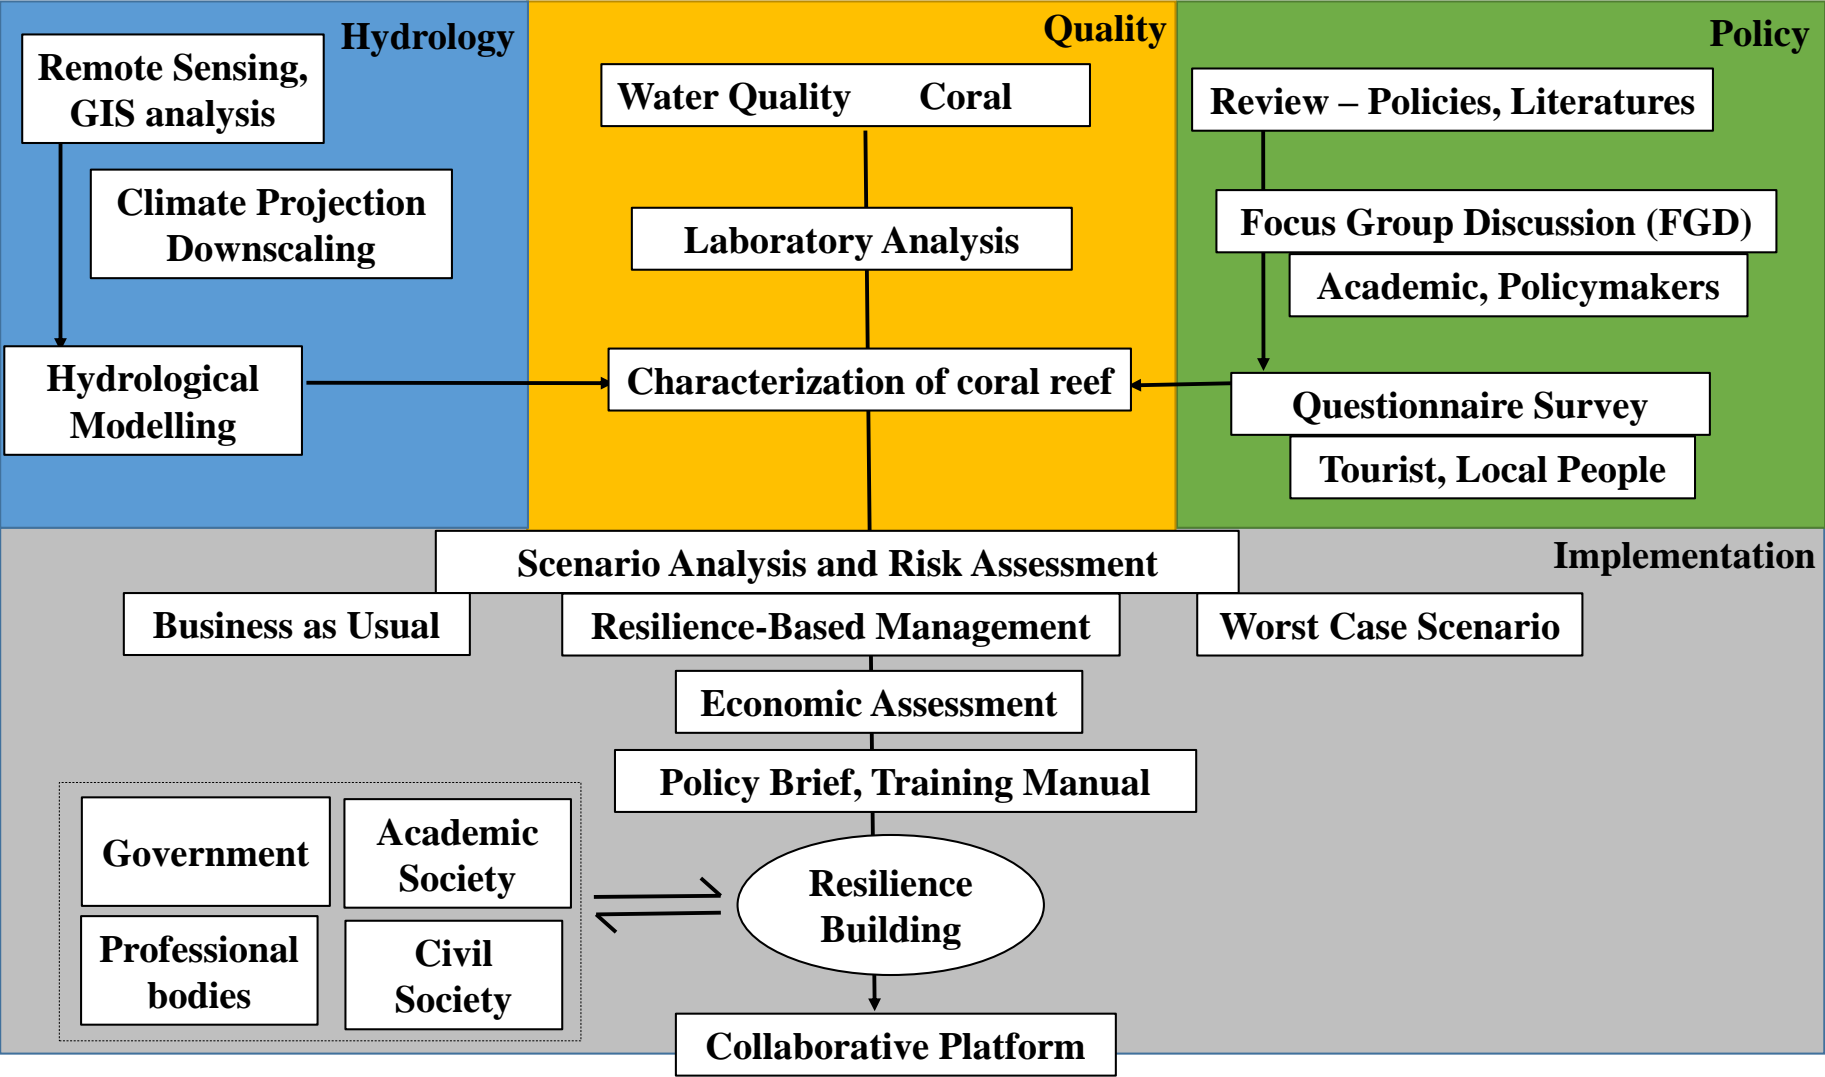 Hydrology
Remote Sensing,
GIS analysis
Climate Projection
Downscaling
Hydrological
Modelling
Quality
Water Quality Coral
Laboratory Analysis
Characterization of coral reef
Policy
Review – Policies, Literatures
Focus Group Discussion (FGD)
Academic, Policymakers
Questionnaire Survey
Tourist, Local People
Implementation
Scenario Analysis and Risk Assessment
Business as Usual
Resilience-Based Management
Worst Case Scenario
Economic Assessment
Policy Brief, Training Manual
Government
Academic
Society
Professional
bodies
Civil
Society
Resilience
Building
Collaborative Platform